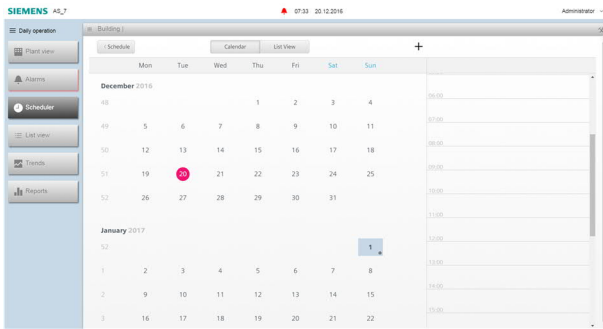 SIEMENS AS_7 07:33 20.12.2016 Administrator
Daily operation Building /
Plant view
Alarms
Scheduler
List view
Trends
Reports
‹ Schedule Calendar List View +
Mon Tue Wed Thu Fri Sat Sun
December 2016
48 1 2 3 4
49 5 6 7 8 9 10 11
50 12 13 14 15 16 17 18
51 19 20 21 22 23 24 25
52 26 27 28 29 30 31
January 2017
52 1
1 2 3 4 5 6 7 8
2 9 10 11 12 13 14 15
3 16 17 18 19 20 21 22
06:00
07:00
08:00
09:00
10:00
11:00
12:00
13:00
14:00
15:00